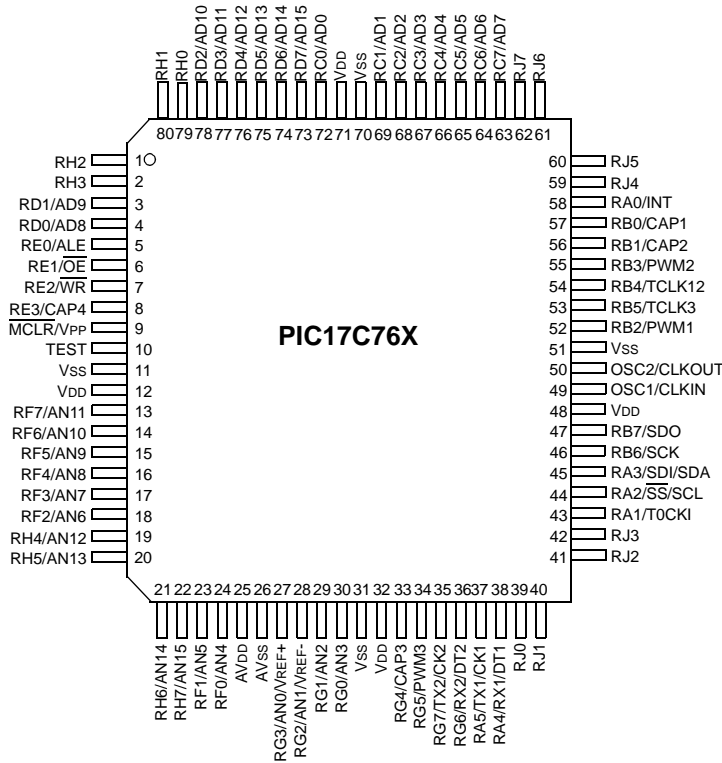 RH1
RH0
RD2/AD10
RD3/AD11
RD4/AD12
RD5/AD13
RD6/AD14
RD7/AD15
RC0/AD0
VDD
VSS
RC1/AD1
RC2/AD2
RC3/AD3
RC4/AD4
RC5/AD5
RC6/AD6
RC7/AD7
RJ7
RJ6
80 79 78 77 76 75 74 73 72 71 70 69 68 67 66 65 64 63 62 61
RH2 1
RH3 2
RD1/AD9 3
RD0/AD8 4
RE0/ALE 5
RE1/OE 6
RE2/WR 7
RE3/CAP4 8
MCLR/VPP 9
TEST 10
VSS 11
VDD 12
RF7/AN11 13
RF6/AN10 14
RF5/AN9 15
RF4/AN8 16
RF3/AN7 17
RF2/AN6 18
RH4/AN12 19
RH5/AN13 20
PIC17C76X
60 RJ5
59 RJ4
58 RA0/INT
57 RB0/CAP1
56 RB1/CAP2
55 RB3/PWM2
54 RB4/TCLK12
53 RB5/TCLK3
52 RB2/PWM1
51 VSS
50 OSC2/CLKOUT
49 OSC1/CLKIN
48 VDD
47 RB7/SDO
46 RB6/SCK
45 RA3/SDI/SDA
44 RA2/SS/SCL
43 RA1/T0CKI
42 RJ3
41 RJ2
21 22 23 24 25 26 27 28 29 30 31 32 33 34 35 36 37 38 39 40
RH6/AN14
RH7/AN15
RF1/AN5
RF0/AN4
AVDD
AVSS
RG3/AN0/VREF+
RG2/AN1/VREF-
RG1/AN2
RG0/AN3
VSS
VDD
RG4/CAP3
RG5/PWM3
RG7/TX2/CK2
RG6/RX2/DT2
RA5/TX1/CK1
RA4/RX1/DT1
RJ0
RJ1